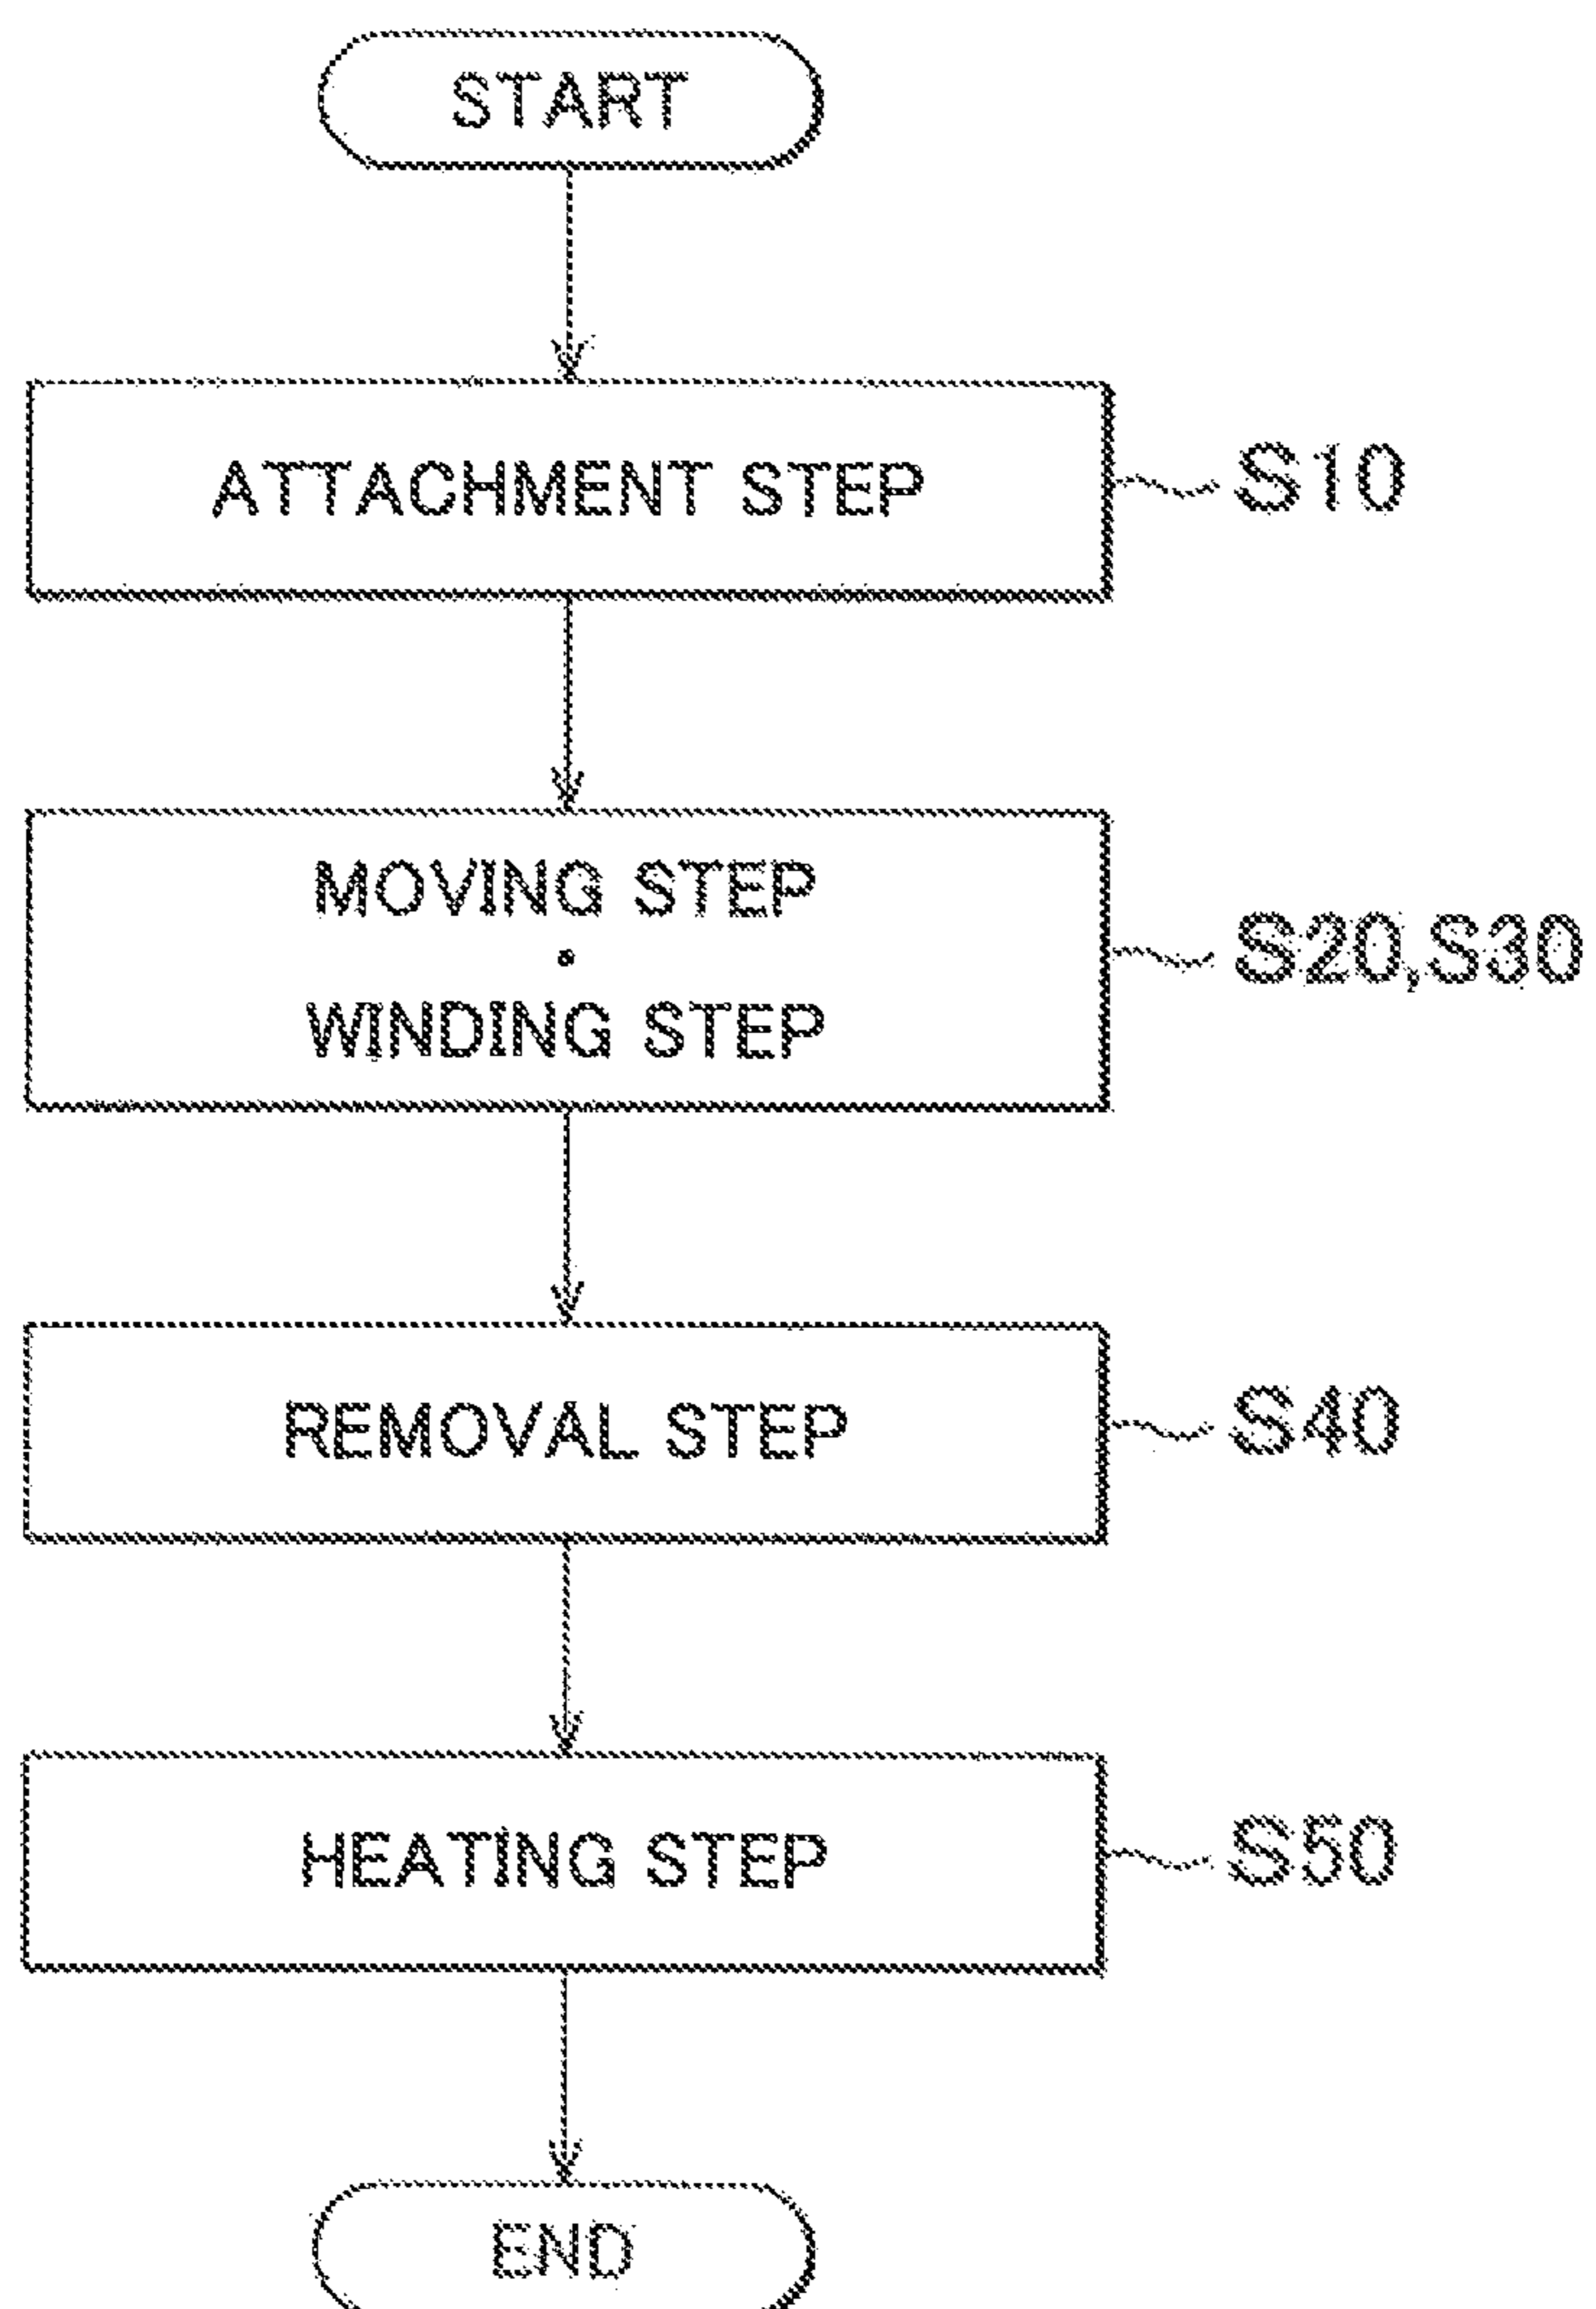 START
ATTACHMENT STEP
S10
MOVING STEP
•
WINDING STEP
S20,S30
REMOVAL STEP
S40
HEATING STEP
S50
END